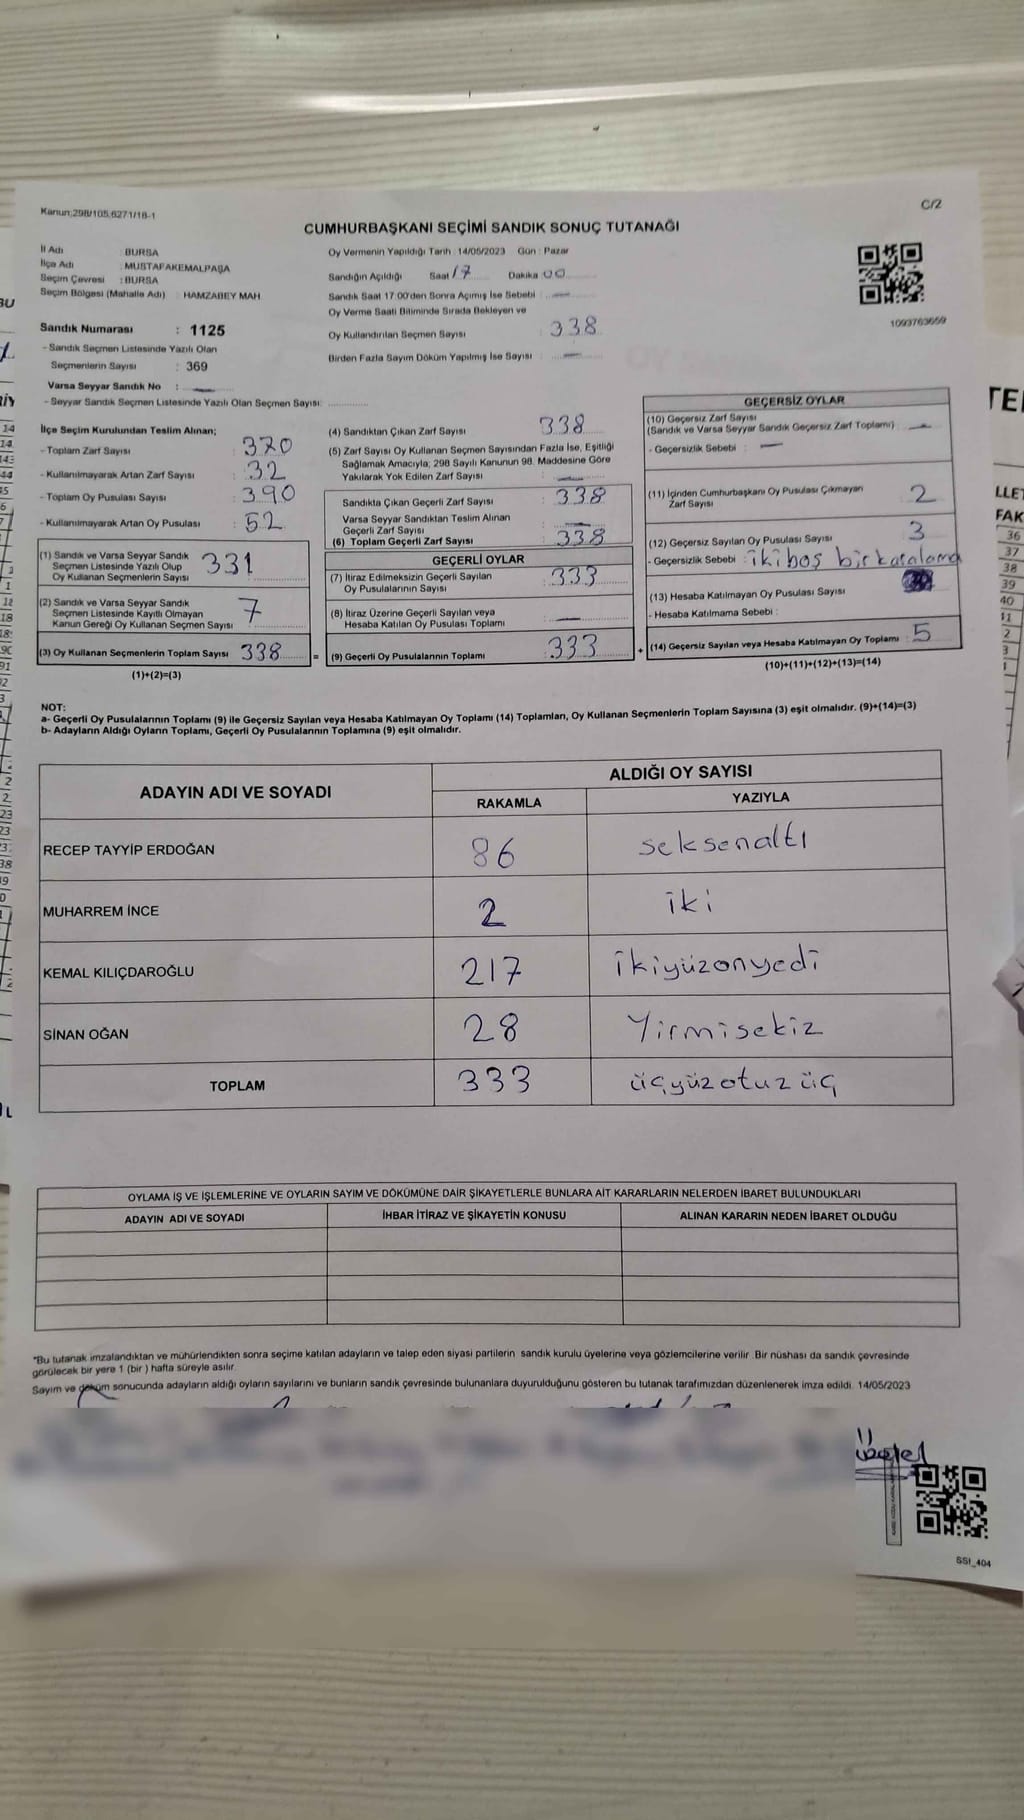 Kanun;298/105,6271/18-1
C/2
CUMHURBAŞKANI SEÇİMİ SANDIK SONUÇ TUTANAĞI
İl Adı : BURSA
İlçe Adı : MUSTAFAKEMALPAŞA
Seçim Çevresi : BURSA
Seçim Bölgesi (Mahalle Adı) : HAMZABEY MAH.
Sandık Numarası : 1125
- Sandık Seçmen Listesinde Yazılı Olan
Seçmenlerin Sayısı : 369
Varsa Seyyar Sandık No : —
- Seyyar Sandık Seçmen Listesinde Yazılı Olan Seçmen Sayısı:
Oy Vermenin Yapıldığı Tarih : 14/05/2023 Gün : Pazar
Sandığın Açıldığı Saat 17 Dakika 00
Sandık Saat 17:00'den Sonra Açılmış İse Sebebi : —
Oy Verme Saati Bitiminde Sırada Bekleyen ve
Oy Kullandırılan Seçmen Sayısı : 338
Birden Fazla Sayım Döküm Yapılmış İse Sayısı : —
1093763659
İlçe Seçim Kurulundan Teslim Alınan;
- Toplam Zarf Sayısı : 370
- Kullanılmayarak Artan Zarf Sayısı : 32
- Toplam Oy Pusulası Sayısı : 390
- Kullanılmayarak Artan Oy Pusulası : 52
(1) Sandık ve Varsa Seyyar Sandık
Seçmen Listesinde Yazılı Olup
Oy Kullanan Seçmenlerin Sayısı 331
(2) Sandık ve Varsa Seyyar Sandık
Seçmen Listesinde Kayıtlı Olmayan
Kanun Gereği Oy Kullanan Seçmen Sayısı 7
(3) Oy Kullanan Seçmenlerin Toplam Sayısı 338 =
(1)+(2)=(3)
(4) Sandıktan Çıkan Zarf Sayısı 338
(5) Zarf Sayısı Oy Kullanan Seçmen Sayısından Fazla İse, Eşitliği
Sağlamak Amacıyla; 298 Sayılı Kanunun 98. Maddesine Göre
Yakılarak Yok Edilen Zarf Sayısı : —
Sandıkta Çıkan Geçerli Zarf Sayısı : 338
Varsa Seyyar Sandıktan Teslim Alınan
Geçerli Zarf Sayısı : —
(6) Toplam Geçerli Zarf Sayısı : 338
GEÇERLİ OYLAR
(7) İtiraz Edilmeksizin Geçerli Sayılan
Oy Pusulalarının Sayısı : 333
(8) İtiraz Üzerine Geçerli Sayılan veya
Hesaba Katılan Oy Pusulası Toplamı : —
(9) Geçerli Oy Pusulalarının Toplamı : 333 +
GEÇERSİZ OYLAR
(10) Geçersiz Zarf Sayısı
(Sandık ve Varsa Seyyar Sandık Geçersiz Zarf Toplamı) : —
- Geçersizlik Sebebi : —
(11) İçinden Cumhurbaşkanı Oy Pusulası Çıkmayan
Zarf Sayısı : 2
(12) Geçersiz Sayılan Oy Pusulası Sayısı : 3
- Geçersizlik Sebebi : iki boş bir karalama
(13) Hesaba Katılmayan Oy Pusulası Sayısı
- Hesaba Katılmama Sebebi :
(14) Geçersiz Sayılan veya Hesaba Katılmayan Oy Toplamı : 5
(10)+(11)+(12)+(13)=(14)
NOT:
a- Geçerli Oy Pusulalarının Toplamı (9) ile Geçersiz Sayılan veya Hesaba Katılmayan Oy Toplamı (14) Toplamları, Oy Kullanan Seçmenlerin Toplam Sayısına (3) eşit olmalıdır. (9)+(14)=(3)
b- Adayların Aldığı Oyların Toplamı, Geçerli Oy Pusulalarının Toplamına (9) eşit olmalıdır.
ADAYIN ADI VE SOYADI ALDIĞI OY SAYISI
RAKAMLA YAZIYLA
RECEP TAYYİP ERDOĞAN 86 seksenaltı
MUHARREM İNCE 2 iki
KEMAL KILIÇDAROĞLU 217 ikiyüzonyedi
SİNAN OĞAN 28 Yirmisekiz
TOPLAM 333 üçyüzotuz üç
OYLAMA İŞ VE İŞLEMLERİNE VE OYLARIN SAYIM VE DÖKÜMÜNE DAİR ŞİKAYETLERLE BUNLARA AİT KARARLARIN NELERDEN İBARET BULUNDUKLARI
ADAYIN ADI VE SOYADI İHBAR İTİRAZ VE ŞİKAYETİN KONUSU ALINAN KARARIN NEDEN İBARET OLDUĞU
*Bu tutanak imzalandıktan ve mühürlendikten sonra seçime katılan adayların ve talep eden siyasi partilerin sandık kurulu üyelerine veya gözlemcilerine verilir. Bir nüshası da sandık çevresinde
görülecek bir yere 1 (bir ) hafta süreyle asılır.
Sayım ve döküm sonucunda adayların aldığı oyların sayılarını ve bunların sandık çevresinde bulunanlara duyurulduğunu gösteren bu tutanak tarafımızdan düzenlenerek imza edildi. 14/05/2023
SSI_404